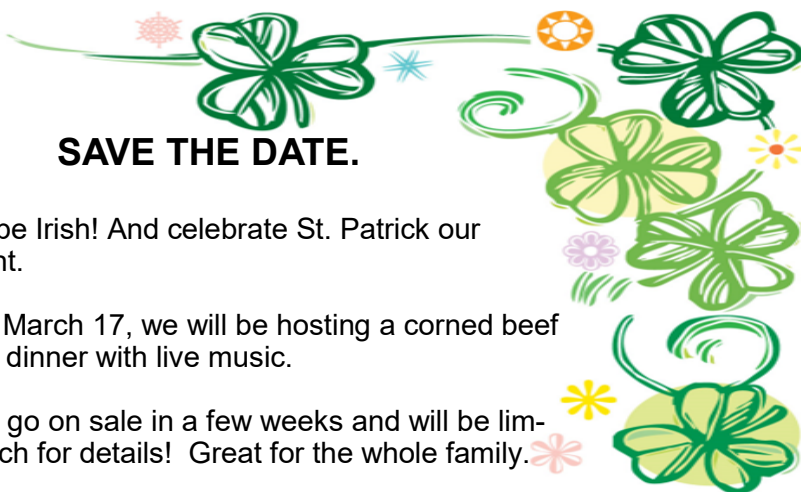 SAVE THE DATE.
be Irish! And celebrate St. Patrick our
March 17, we will be hosting a corned beef
dinner with live music.
go on sale in a few weeks and will be lim-
for details!  Great for the whole family.